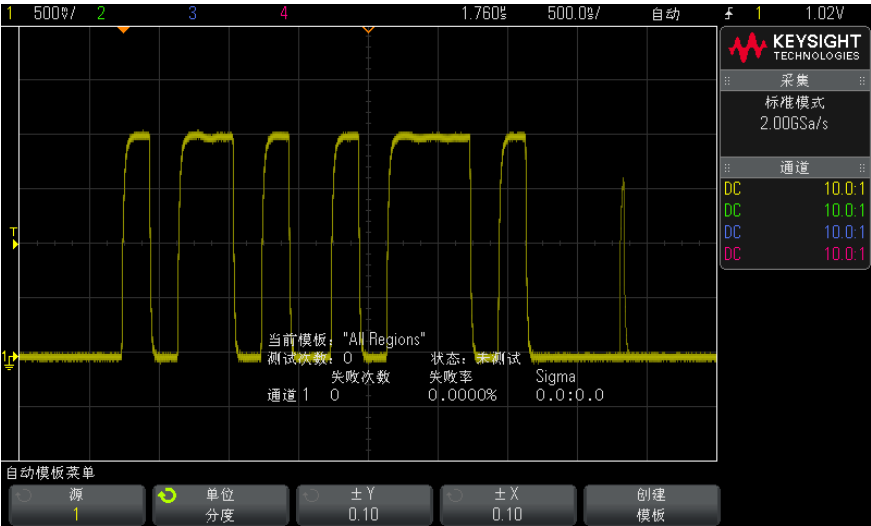 1 500▽/ 2 3 4 1.760s 500.0s/ 自动 1 1.02V
KEYSIGHT
TECHNOLOGIES
采集
标准模式
2.00GSa/s
通道
DC 10.0:1
DC 10.0:1
DC 10.0:1
DC 10.0:1
T
1
当前模板: "All Regions"
测试次数: 0 状态: 未测试
失败次数 失败率 Sigma
通道 1 0 0.0000% 0.0:0.0
自动模板菜单
源 单位 ± Y ± X 创建
1 分度 0.10 0.10 模板